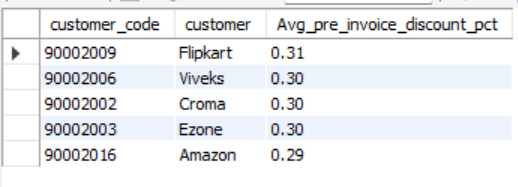 customer_code customer Avg_pre_invoice_discount_pct
90002009 Flipkart 0.31
90002006 Viveks 0.30
90002002 Croma 0.30
90002003 Ezone 0.30
90002016 Amazon 0.29